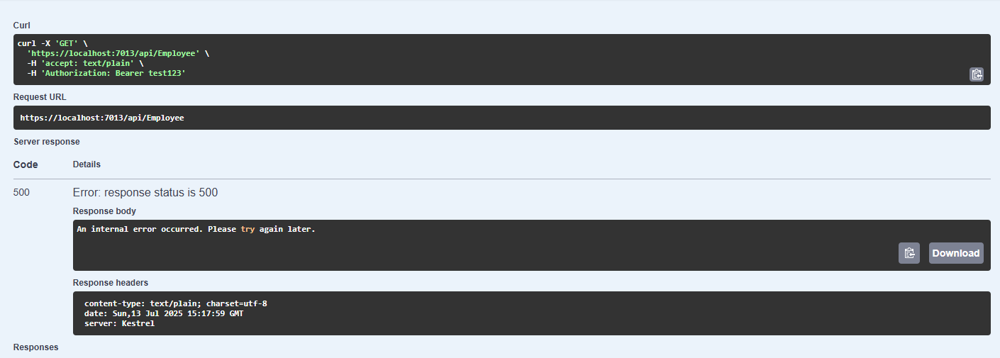 Curl
curl -X 'GET' \
  'https://localhost:7013/api/Employee' \
  -H 'accept: text/plain' \
  -H 'Authorization: Bearer test123'
Request URL
https://localhost:7013/api/Employee
Server response
Code Details
500 Error: response status is 500
Response body
An internal error occurred. Please try again later.
Download
Response headers
content-type: text/plain; charset=utf-8
date: Sun,13 Jul 2025 15:17:59 GMT
server: Kestrel
Responses